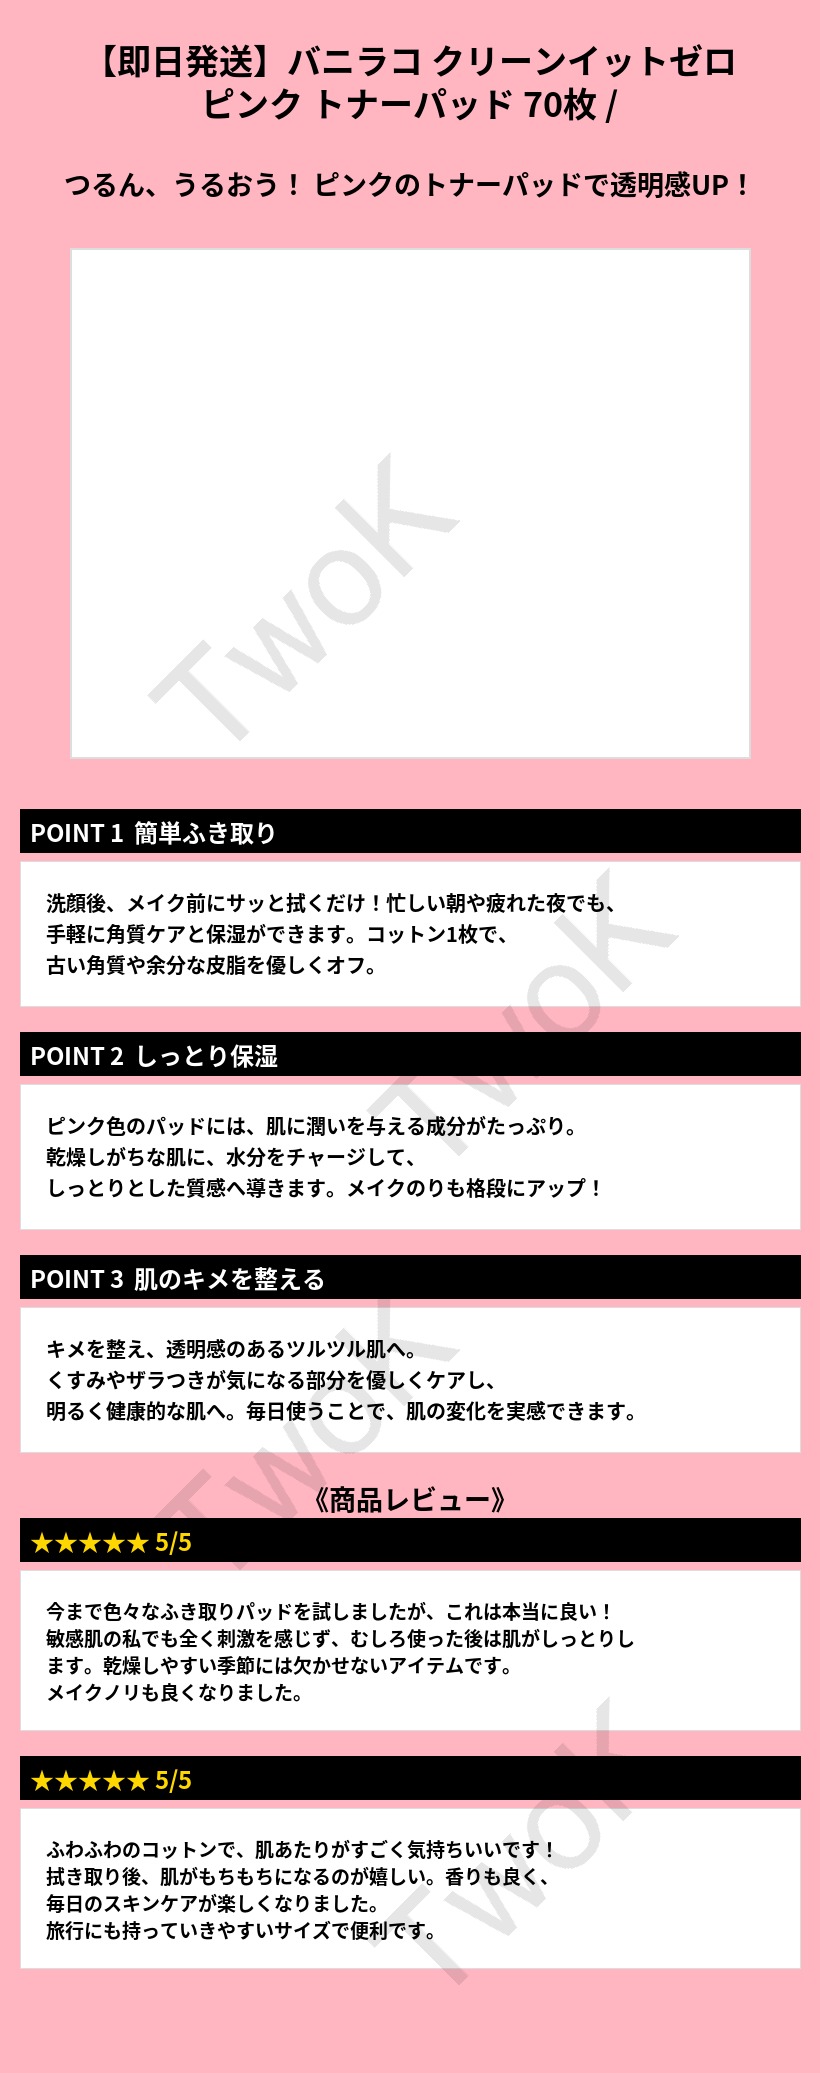 【即日発送】バニラコ クリーンイットゼロ
ピンク トナーパッド 70枚 /
つるん、うるおう！ ピンクのトナーパッドで透明感UP！
TwoK
POINT 1 簡単ふき取り
洗顔後、メイク前にサッと拭くだけ！忙しい朝や疲れた夜でも、
手軽に角質ケアと保湿ができます。コットン1枚で、
古い角質や余分な皮脂を優しくオフ。
TwoK
POINT 2 しっとり保湿
ピンク色のパッドには、肌に潤いを与える成分がたっぷり。
乾燥しがちな肌に、水分をチャージして、
しっとりとした質感へ導きます。メイクのりも格段にアップ！
POINT 3 肌のキメを整える
キメを整え、透明感のあるツルツル肌へ。
くすみやザラつきが気になる部分を優しくケアし、
明るく健康的な肌へ。毎日使うことで、肌の変化を実感できます。
TwoK
《商品レビュー》
★★★★★ 5/5
今まで色々なふき取りパッドを試しましたが、これは本当に良い！
敏感肌の私でも全く刺激を感じず、むしろ使った後は肌がしっとりし
ます。乾燥しやすい季節には欠かせないアイテムです。
メイクノリも良くなりました。
★★★★★ 5/5
ふわふわのコットンで、肌あたりがすごく気持ちいいです！
拭き取り後、肌がもちもちになるのが嬉しい。香りも良く、
毎日のスキンケアが楽しくなりました。
旅行にも持っていきやすいサイズで便利です。
TwoK